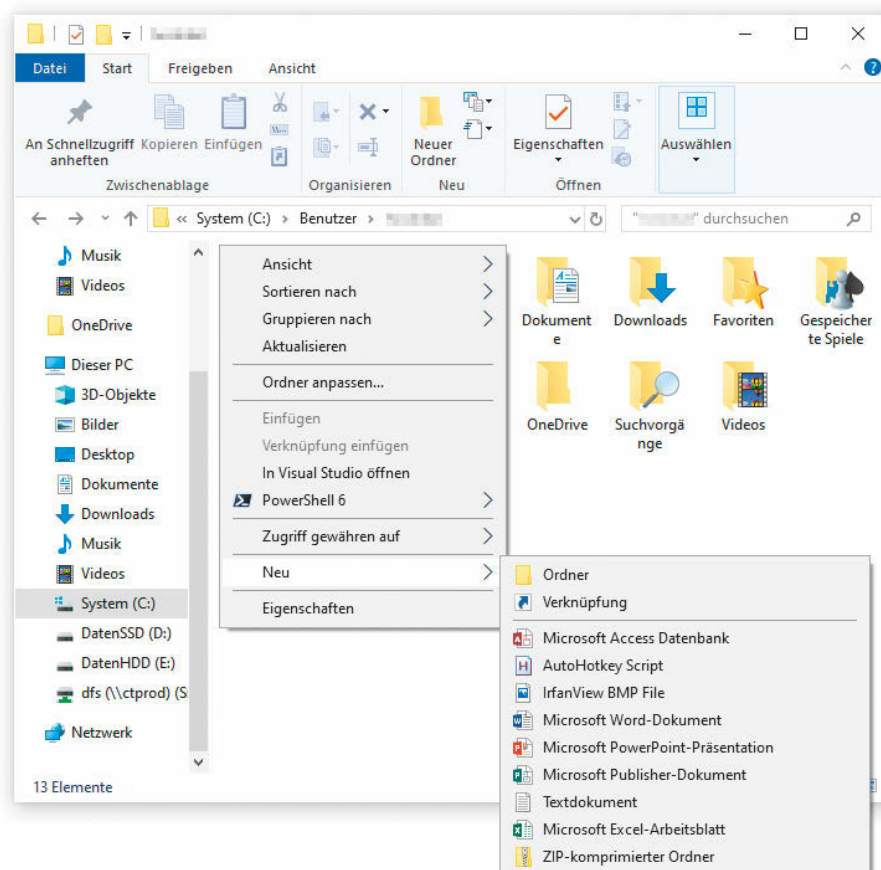 Datei Start Freigeben Ansicht
An Schnellzugriff
anheften
Kopieren
Einfügen
Neuer
Ordner
Eigenschaften
Auswählen
Zwischenablage Organisieren Neu Öffnen
« System (C:) › Benutzer ›
" " durchsuchen
Musik
Videos
OneDrive
Dieser PC
3D-Objekte
Bilder
Desktop
Dokumente
Downloads
Musik
Videos
System (C:)
DatenSSD (D:)
DatenHDD (E:)
dfs (\\ctprod) (S
Netzwerk
13 Elemente
Ansicht
Sortieren nach
Gruppieren nach
Aktualisieren
Ordner anpassen...
Einfügen
Verknüpfung einfügen
In Visual Studio öffnen
PowerShell 6
Zugriff gewähren auf
Neu
Eigenschaften
Dokument
e
Downloads
Favoriten
Gespeicher
te Spiele
OneDrive
Suchvorgä
nge
Videos
Ordner
Verknüpfung
Microsoft Access Datenbank
AutoHotkey Script
IrfanView BMP File
Microsoft Word-Dokument
Microsoft PowerPoint-Präsentation
Microsoft Publisher-Dokument
Textdokument
Microsoft Excel-Arbeitsblatt
ZIP-komprimierter Ordner